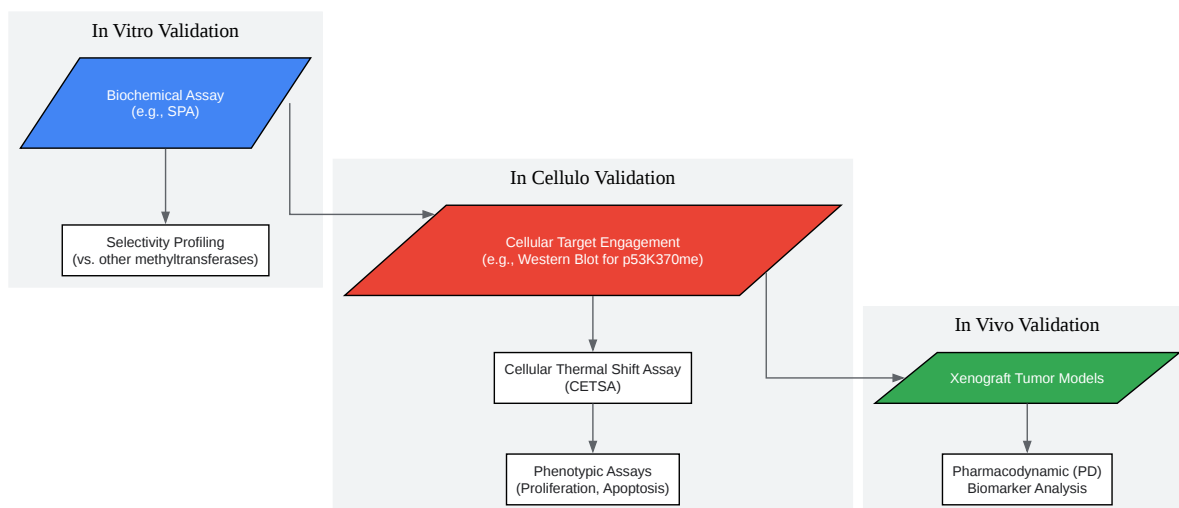 In Vitro Validation
Biochemical Assay
(e.g., SPA)
Selectivity Profiling
(vs. other methyltransferases)
In Cellulo Validation
Cellular Target Engagement
(e.g., Western Blot for p53K370me)
Cellular Thermal Shift Assay
(CETSA)
Phenotypic Assays
(Proliferation, Apoptosis)
In Vivo Validation
Xenograft Tumor Models
Pharmacodynamic (PD)
Biomarker Analysis